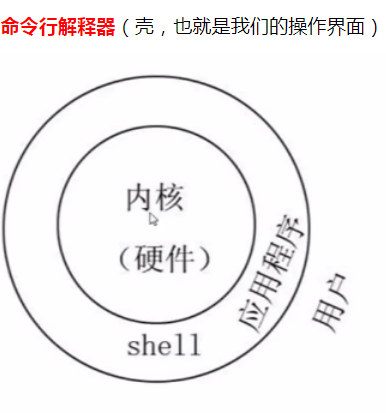 命令行解释器（壳，也就是我们的操作界面）
内核
（硬件）
应用程序
用户
shell